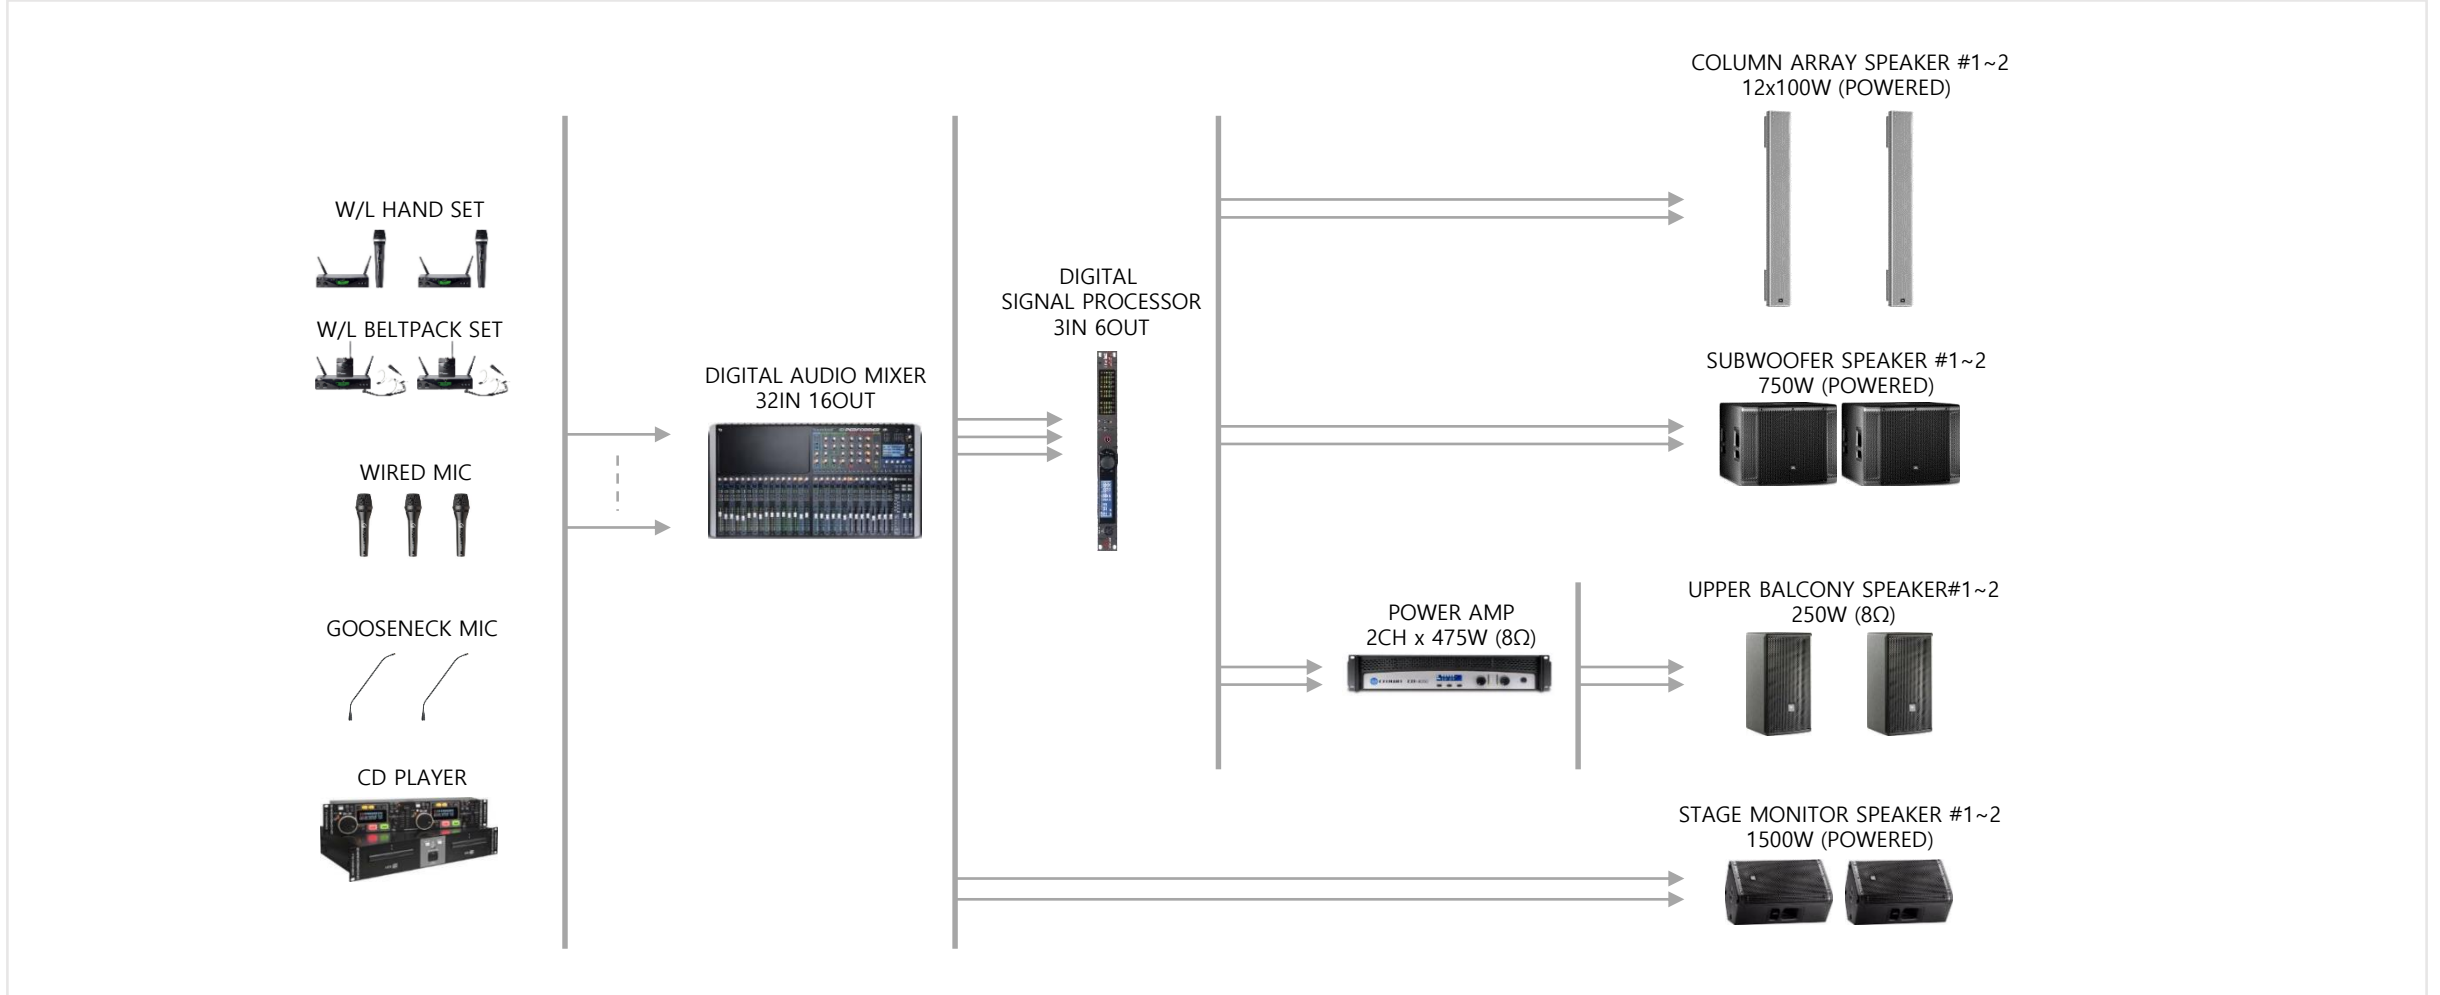 W/L HAND SET
W/L BELTPACK SET
WIRED MIC
GOOSENECK MIC
CD PLAYER
DIGITAL AUDIO MIXER
32IN 16OUT
DIGITAL
SIGNAL PROCESSOR
3IN 6OUT
POWER AMP
2CH x 475W (8Ω)
COLUMN ARRAY SPEAKER #1~2
12x100W (POWERED)
SUBWOOFER SPEAKER #1~2
750W (POWERED)
UPPER BALCONY SPEAKER#1~2
250W (8Ω)
STAGE MONITOR SPEAKER #1~2
1500W (POWERED)